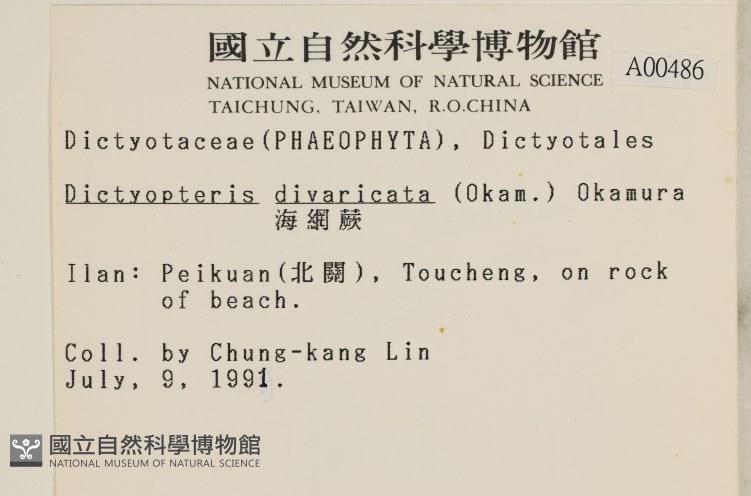 國立自然科學博物館
NATIONAL MUSEUM OF NATURAL SCIENCE
TAICHUNG, TAIWAN, R.O.CHINA
A00486
Dictyotaceae(PHAEOPHYTA), Dictyotales
Dictyopteris divaricata (Okam.) Okamura
海網蕨
Ilan: Peikuan(北關), Toucheng, on rock
of beach.
Coll. by Chung-kang Lin
July, 9, 1991.
國立自然科學博物館
NATIONAL MUSEUM OF NATURAL SCIENCE